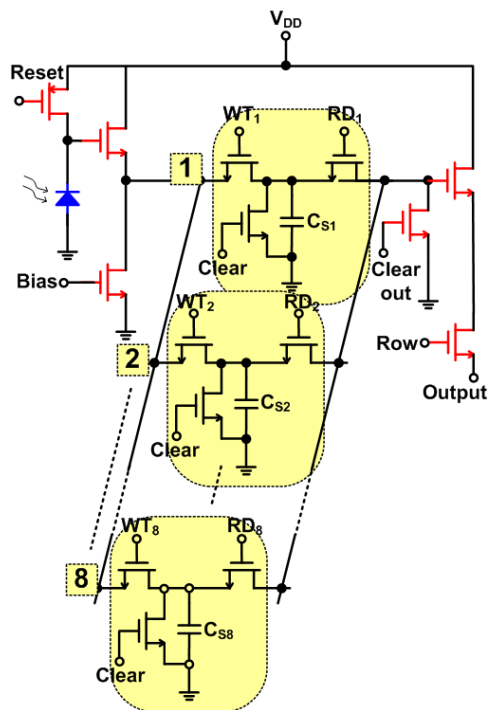 VDD
Reset
WT1
RD1
1
CS1
Clear
Clear
out
Bias
WT2
RD2
2
Row
CS2
Output
Clear
WT8
RD8
8
CS8
Clear